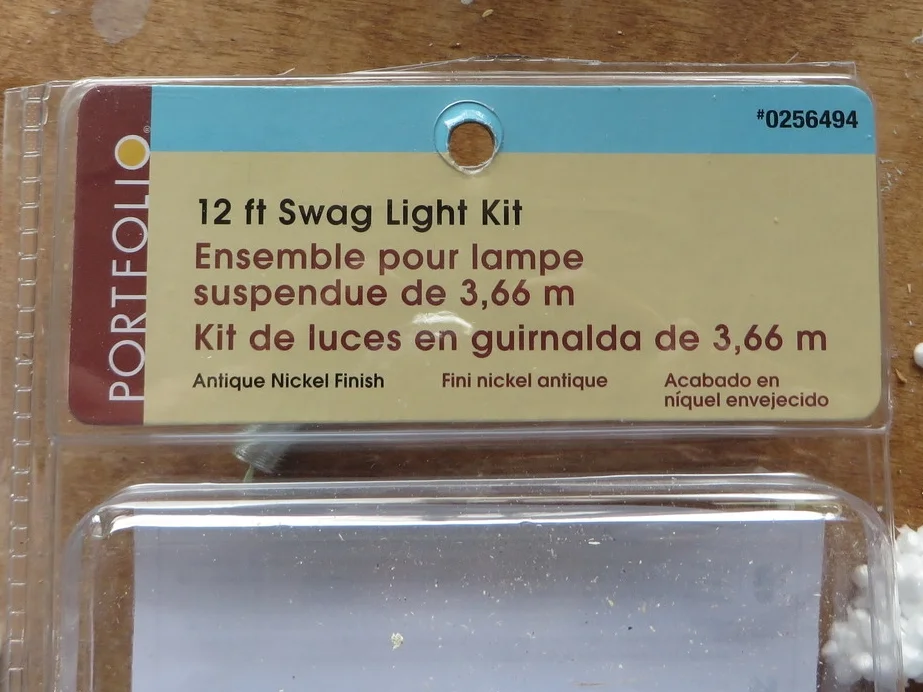 PORTFOLIO®
#0256494
12 ft Swag Light Kit
Ensemble pour lampe
suspendue de 3,66 m
Kit de luces en guirnalda de 3,66 m
Antique Nickel Finish
Fini nickel antique
Acabado en
níquel envejecido